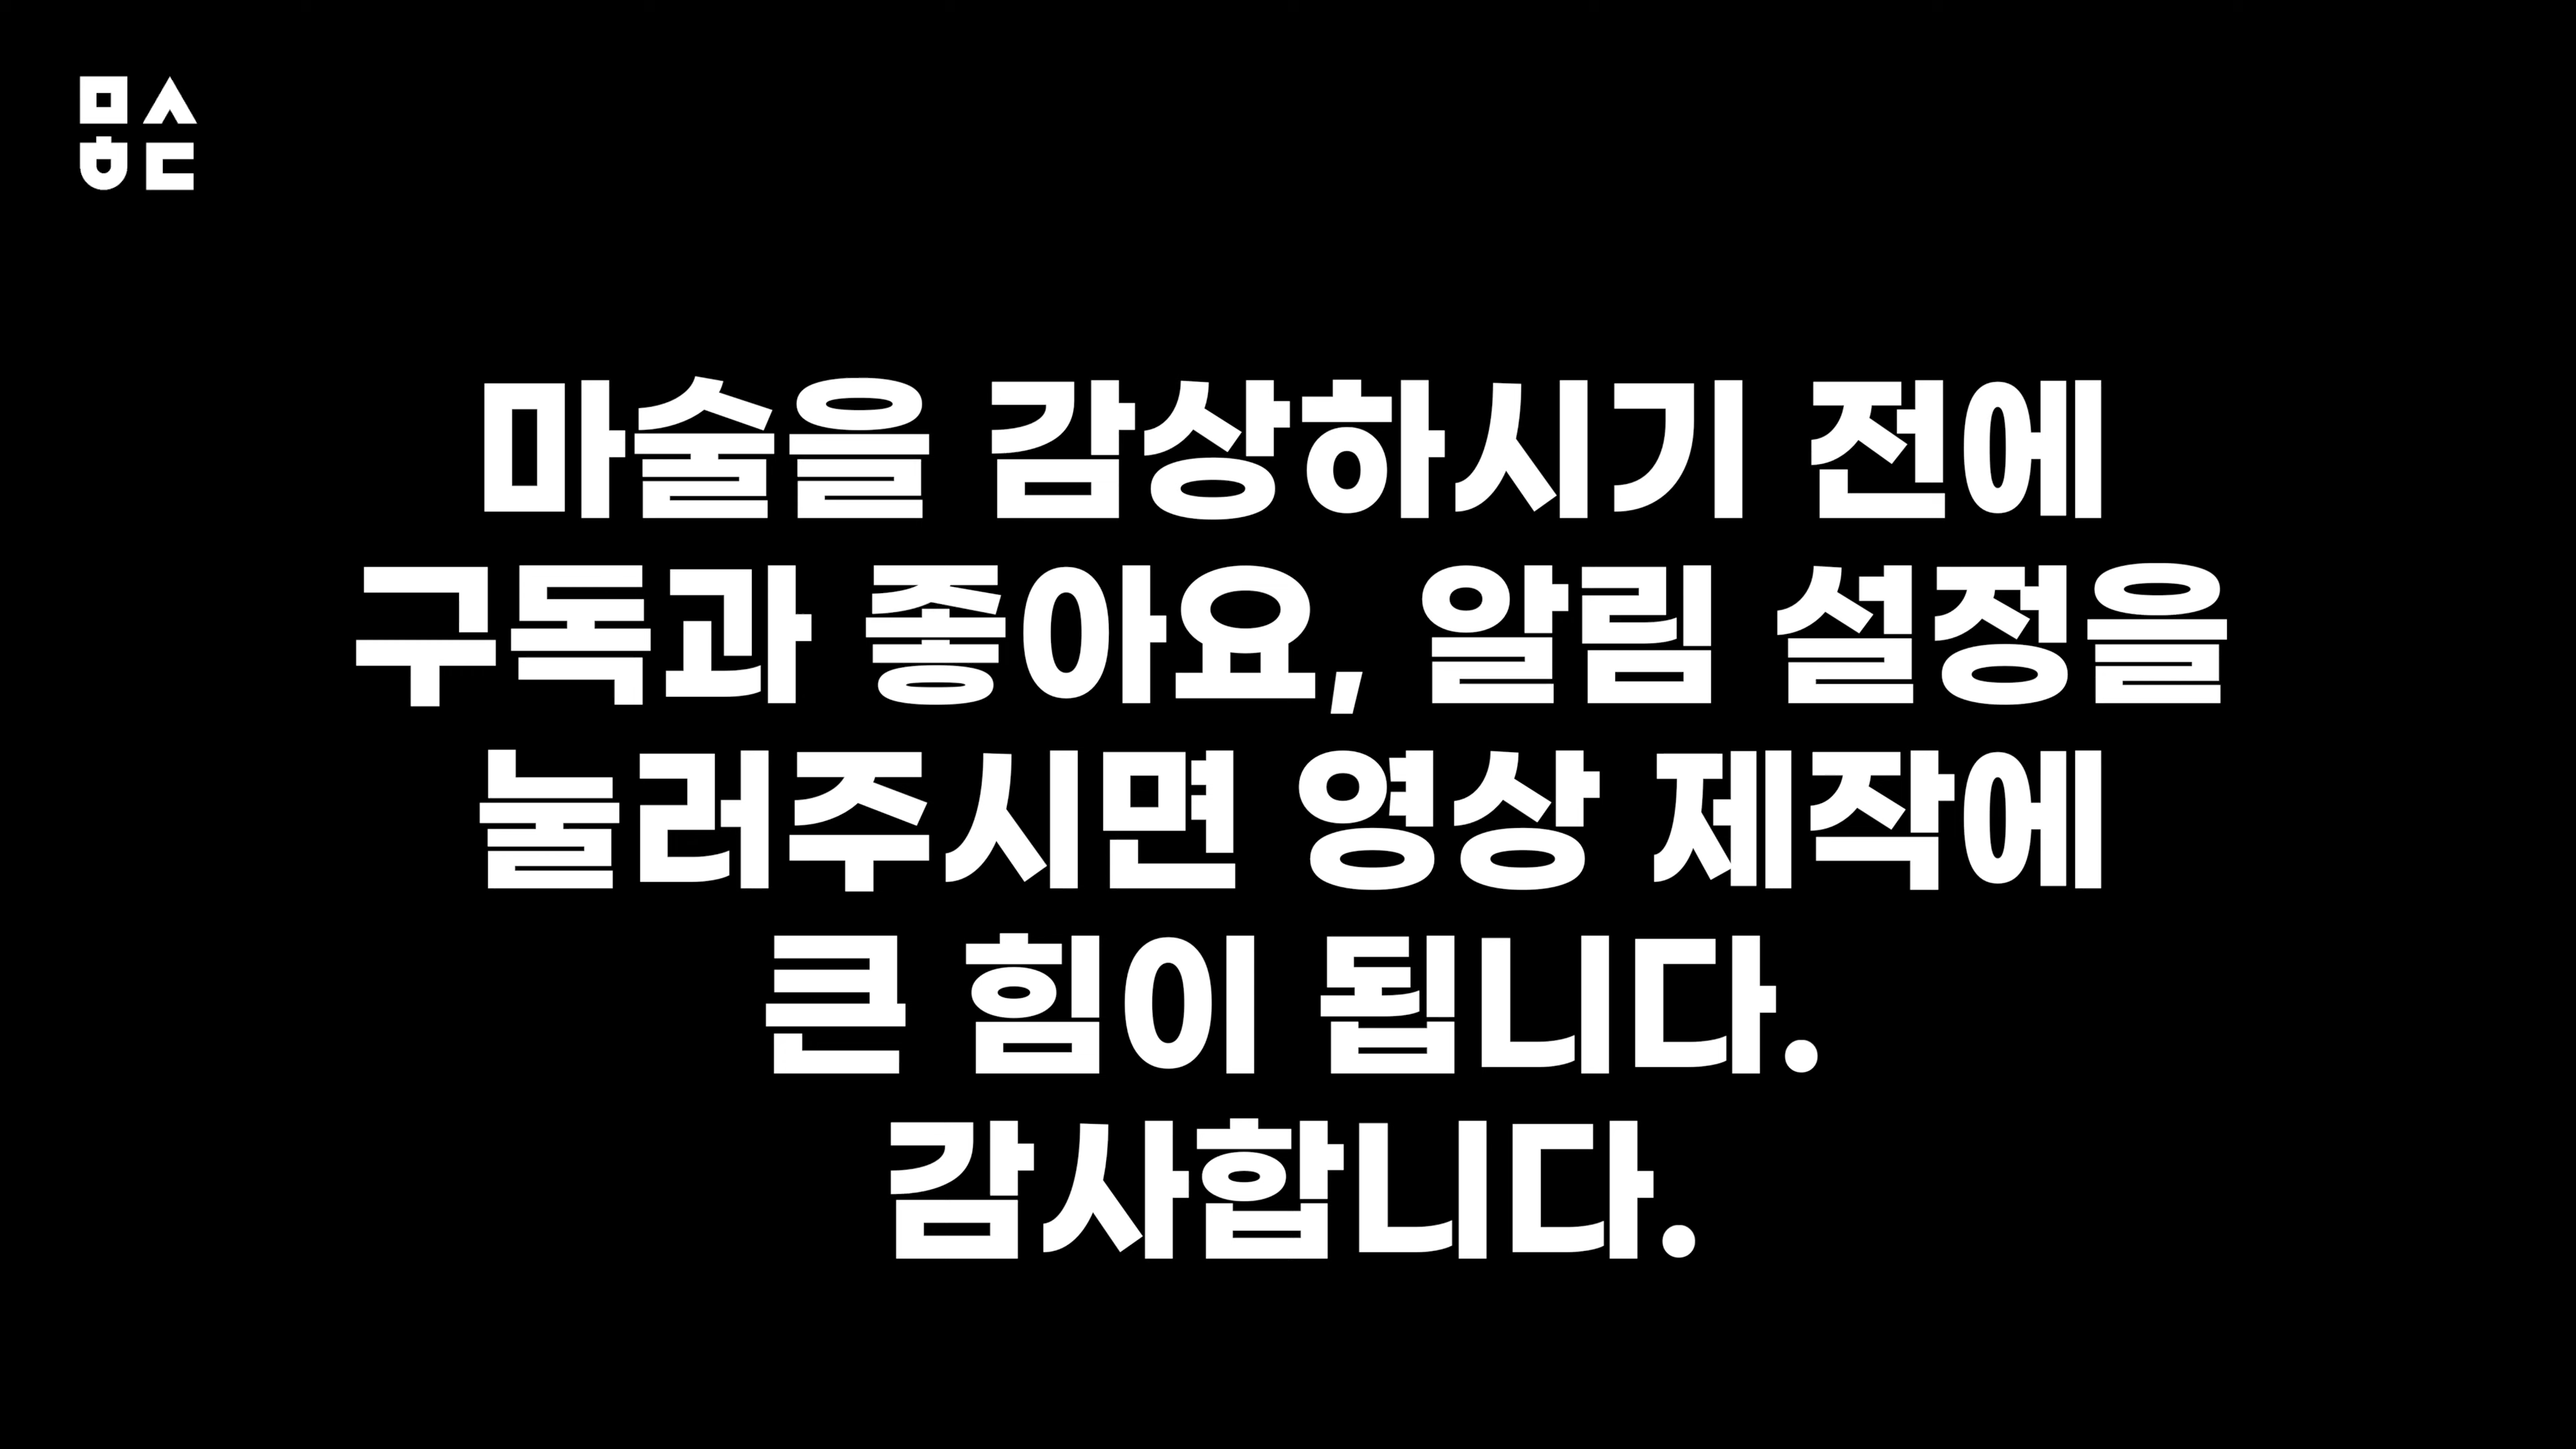 ㅁㅅ
ㅎㄷ
마술을 감상하시기 전에
구독과 좋아요, 알림 설정을
눌러주시면 영상 제작에
큰 힘이 됩니다.
감사합니다.